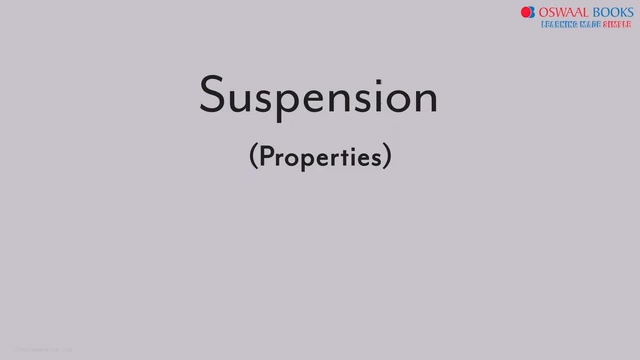 OSWAAL BOOKS
LEARNING MADE SIMPLE
Suspension
(Properties)